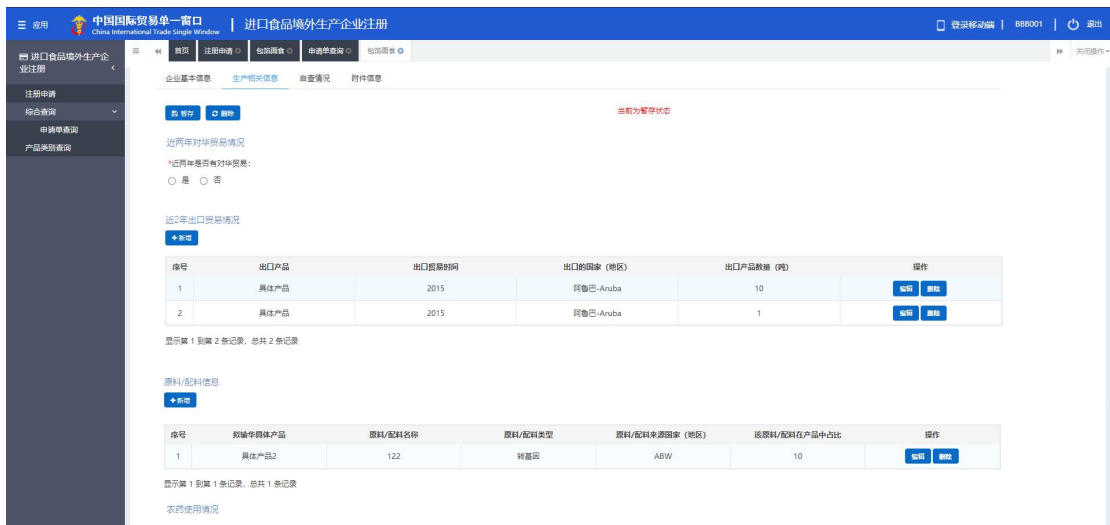 应用
中国国际贸易单一窗口
China International Trade Single Window
进口食品境外生产企业注册
登录移动端
BBB001
退出
进口食品境外生产企业注册
首页
注册申请
包馅面食
申请单查询
包馅面食
关闭操作
注册申请
综合查询
申请单查询
产品类别查询
企业基本信息 生产相关信息 自查情况 附件信息
暂存 删除
当前为暂存状态
近两年对华贸易情况
*近两年是否有对华贸易:
是 否
近2年出口贸易情况
+新增
序号 出口产品 出口贸易时间 出口的国家（地区） 出口产品数量（吨） 操作
1 具体产品 2015 阿鲁巴-Aruba 10 编辑 删除
2 具体产品 2015 阿鲁巴-Aruba 1 编辑 删除
显示第 1 到第 2 条记录, 总共 2 条记录
原料/配料信息
+新增
序号 拟输华具体产品 原料/配料名称 原料/配料类型 原料/配料来源国家（地区） 该原料/配料在产品中占比 操作
1 具体产品2 122 转基因 ABW 10 编辑 删除
显示第 1 到第 1 条记录, 总共 1 条记录
农药使用情况